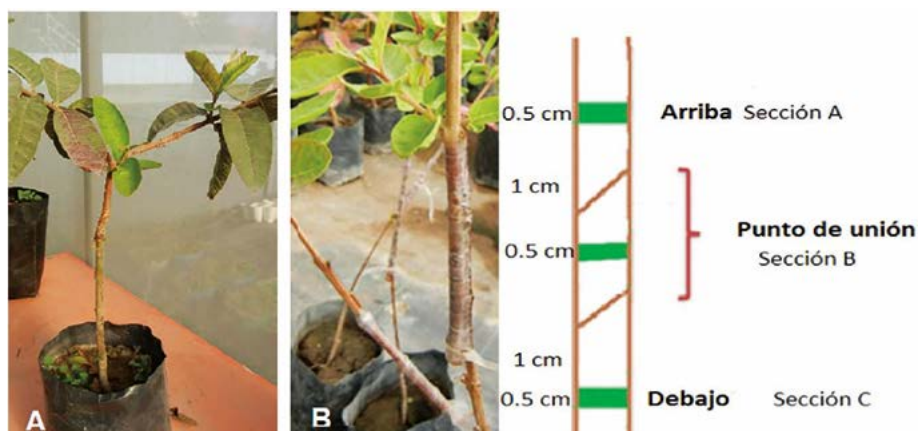 A
B
0.5 cm
Arriba Sección A
1 cm
0.5 cm
Punto de unión
Sección B
1 cm
0.5 cm
Debajo Sección C